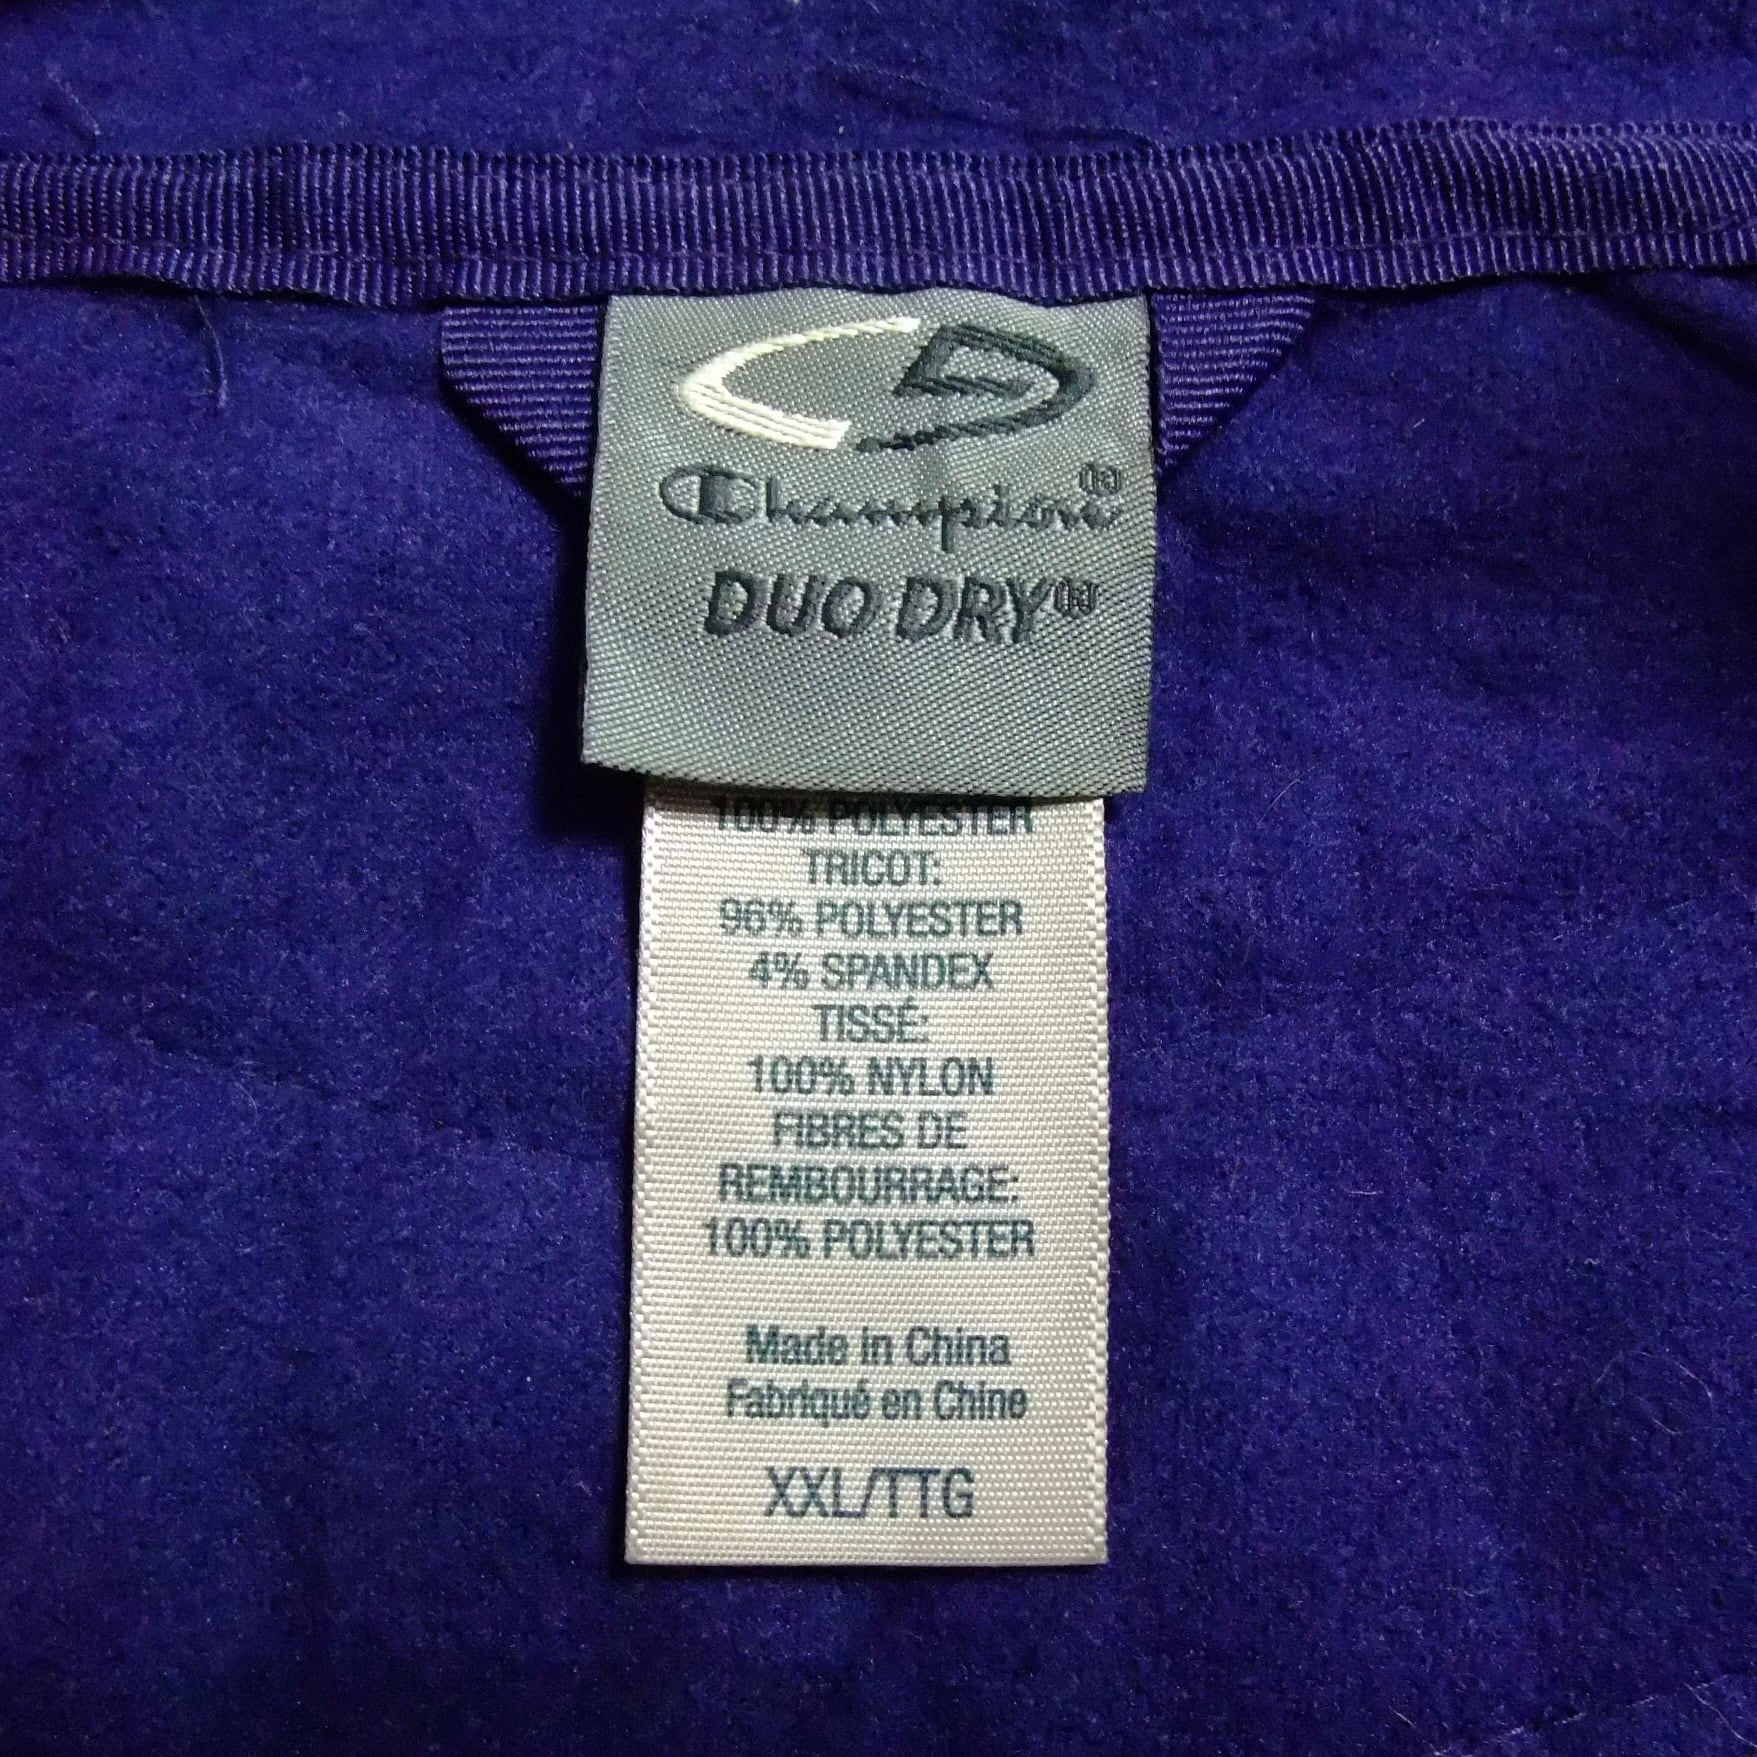 Champion
DUO DRY
100% POLYESTER
TRICOT:
96% POLYESTER
4% SPANDEX
TISSÉ:
100% NYLON
FIBRES DE
REMBOURRAGE:
100% POLYESTER
Made in China
Fabriqué en Chine
XXL/TTG